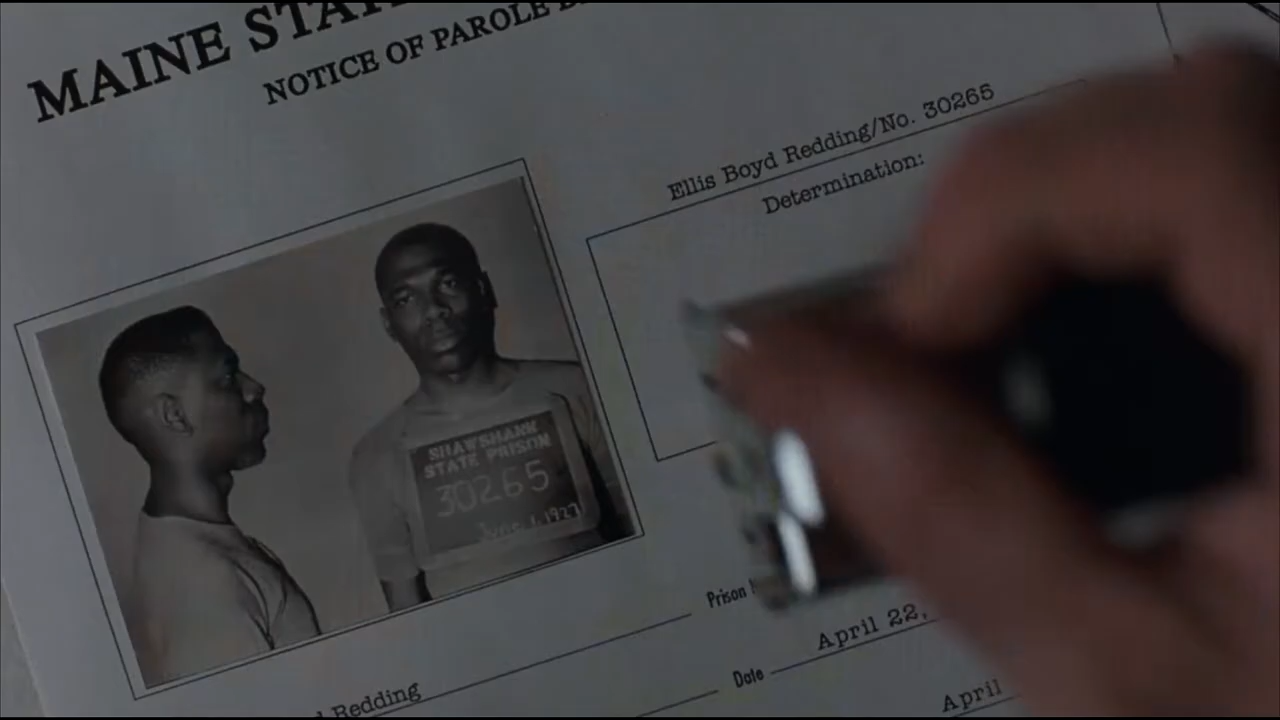 MAINE STATE
NOTICE OF PAROLE
Ellis Boyd Redding/No. 30265
Determination:
SHAWSHANK
STATE PRISON
30265
June 1, 1927
Prison
April 22,
Date
Redding
April